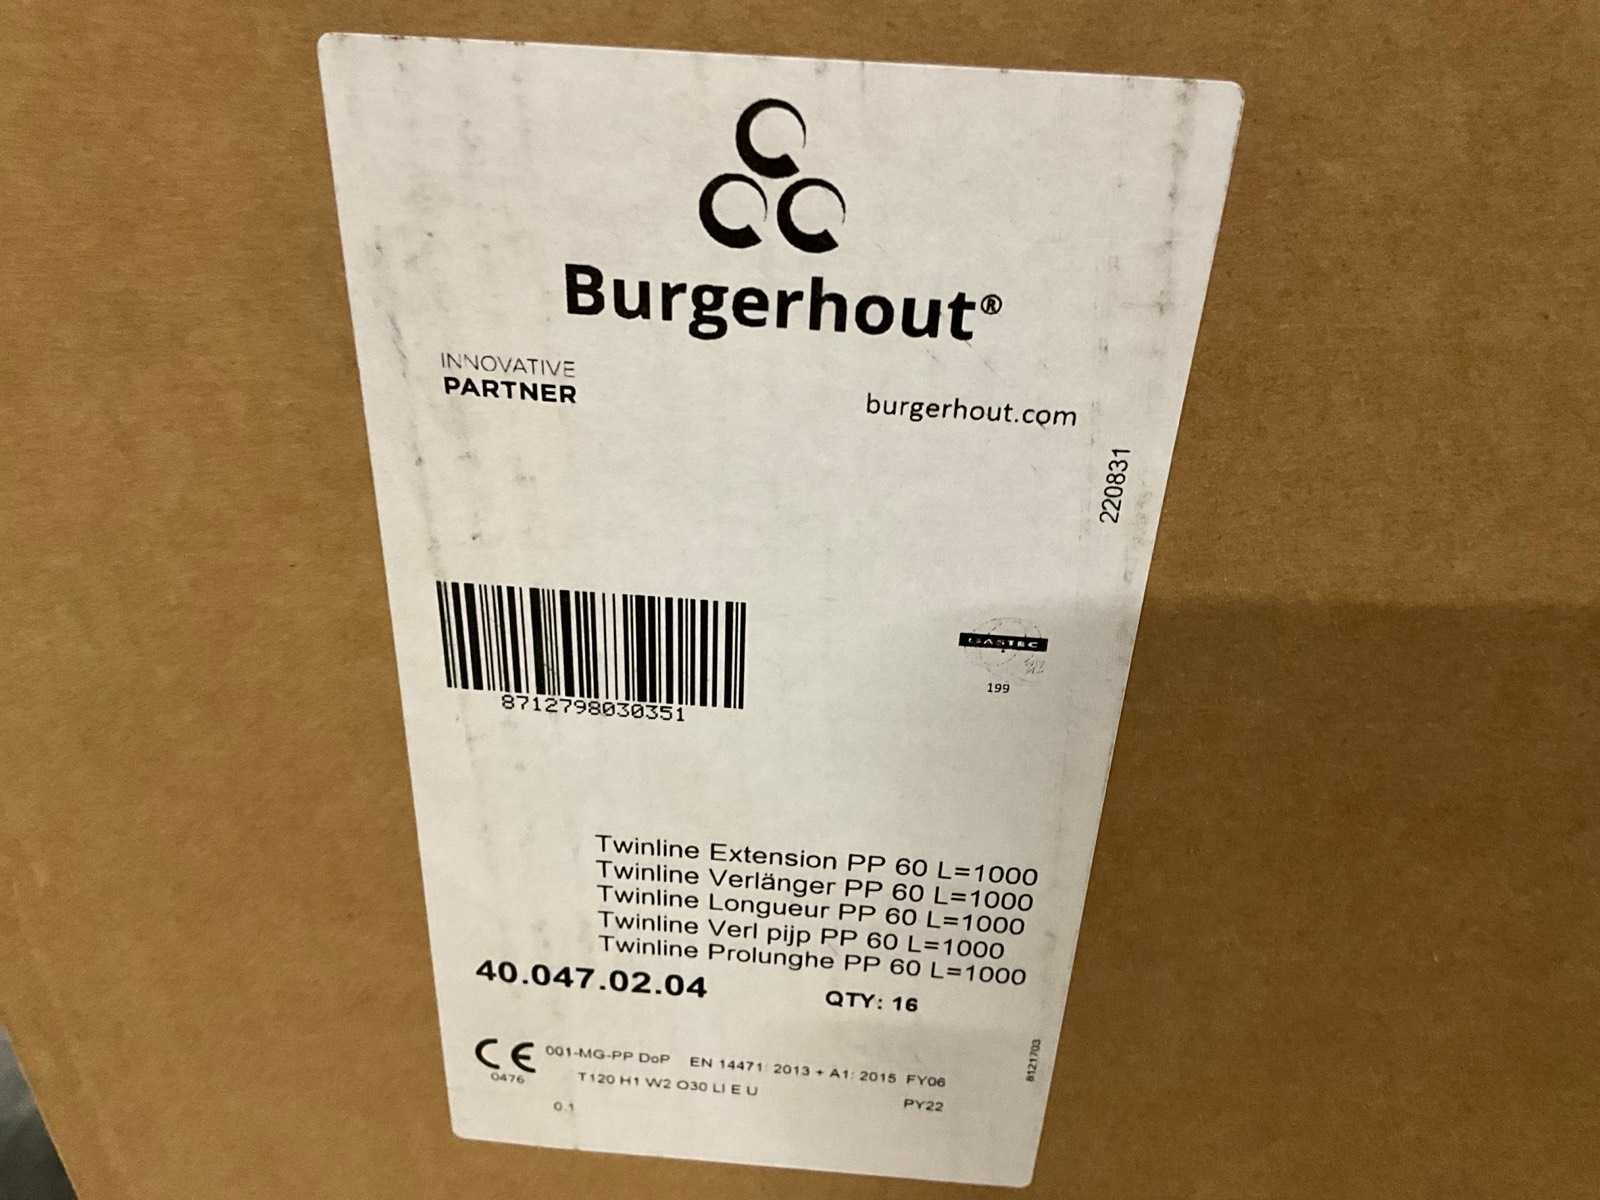 Burgerhout®
INNOVATIVE
PARTNER
burgerhout.com
220831
8712798030351
GASTEC
199
Twinline Extension PP 60 L=1000
Twinline Verlänger PP 60 L=1000
Twinline Longueur PP 60 L=1000
Twinline Verl pijp PP 60 L=1000
Twinline Prolunghe PP 60 L=1000
40.047.02.04
QTY: 16
CE 001-MG-PP DoP EN 14471: 2013 + A1: 2015 FY06
0476
T120 H1 W2 O30 LI E U
PY22
0.1
8121703